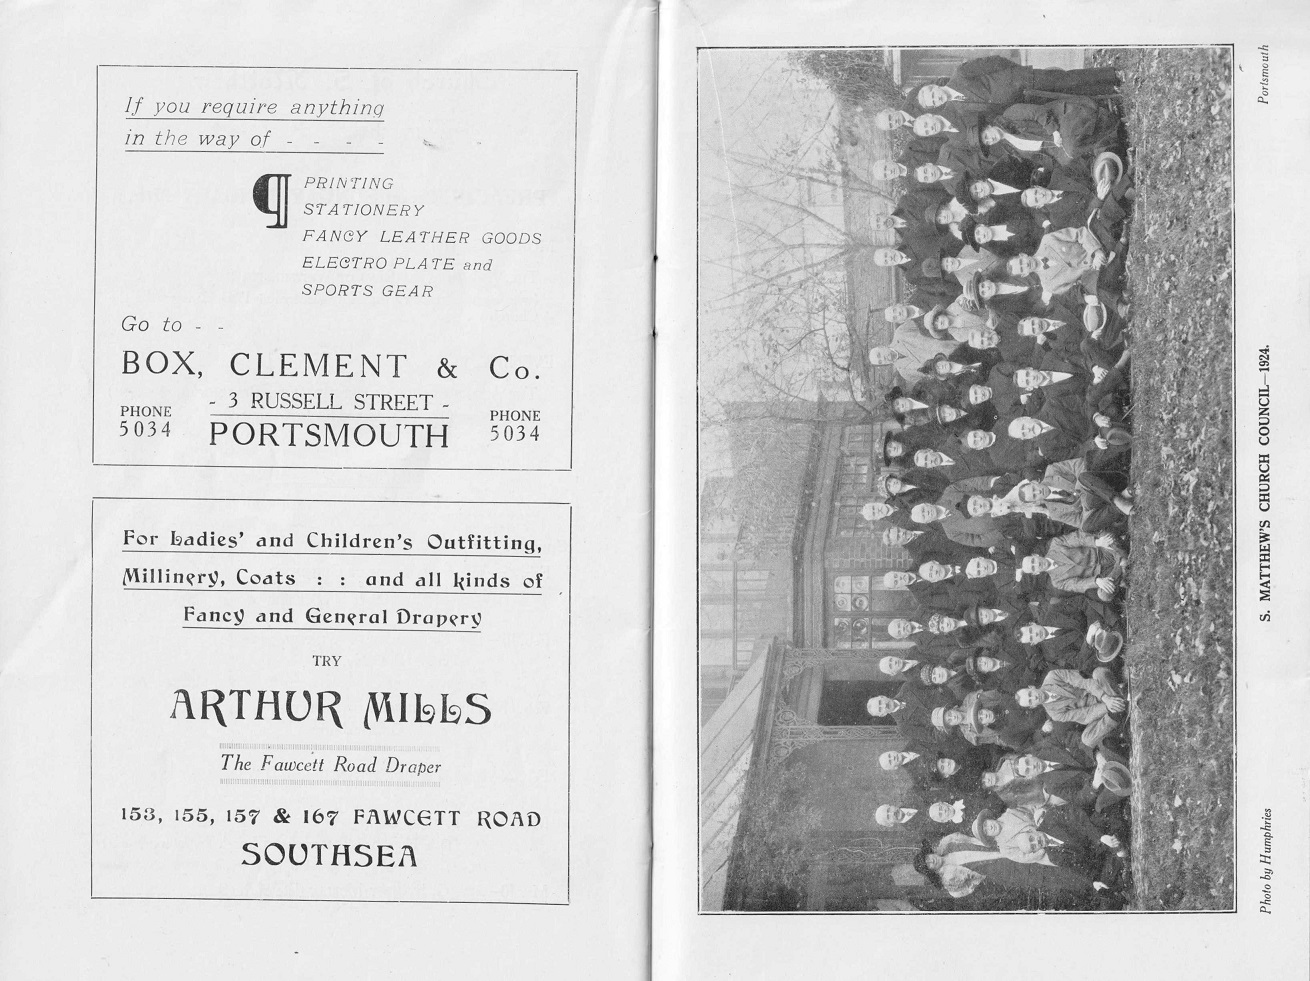 If you require anything
in the way of - - - -
¶ PRINTING
STATIONERY
FANCY LEATHER GOODS
ELECTRO PLATE and
SPORTS GEAR
Go to - -
BOX, CLEMENT & Co.
- 3 RUSSELL STREET -
PHONE
5034
PORTSMOUTH
PHONE
5034
For Ladies' and Children's Outfitting,
Millinery, Coats : : and all kinds of
Fancy and General Drapery
TRY
ARTHUR MILLS
The Fawcett Road Draper
153, 155, 157 & 167 FAWCETT ROAD
SOUTHSEA
Photo by Humphries
Portsmouth
S. MATTHEW'S CHURCH COUNCIL—1924.